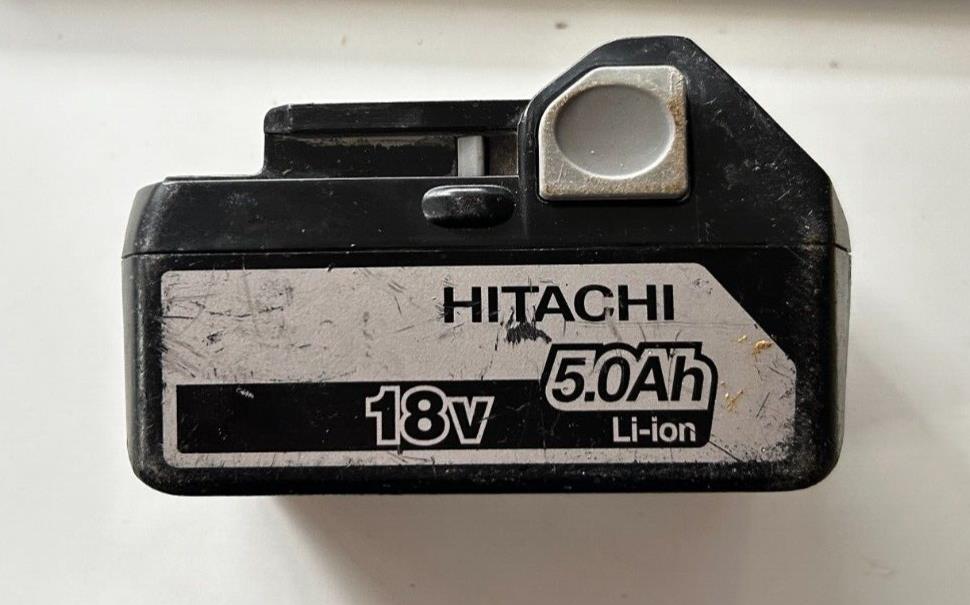 HITACHI
5.0Ah
18V
Li-ion